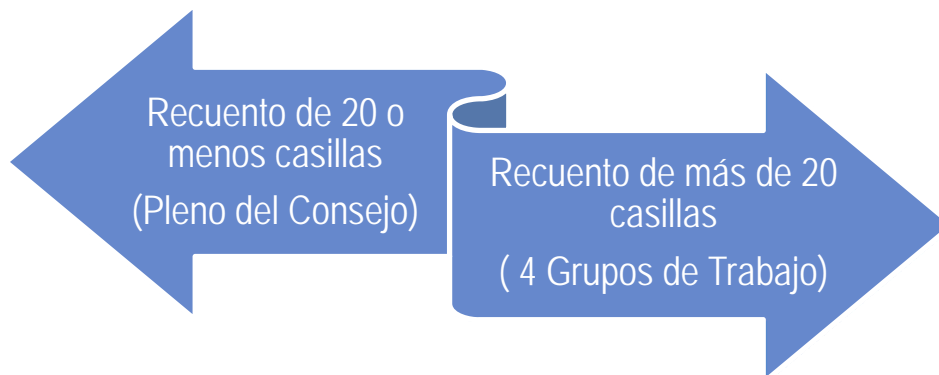 Recuento de 20 o
menos casillas
(Pleno del Consejo)
Recuento de más de 20
casillas
( 4 Grupos de Trabajo)